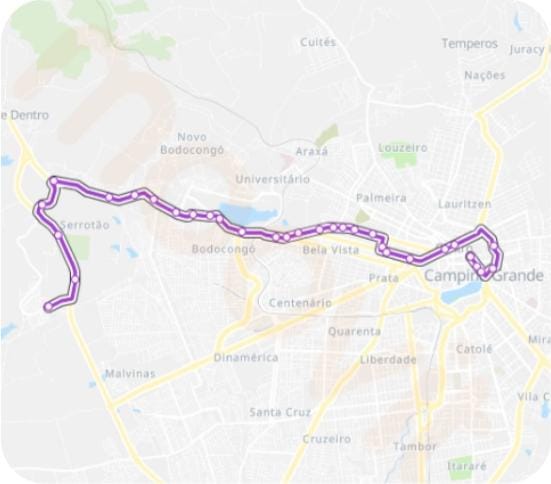 Cuités
Temperos
Juracy
Nações
e Dentro
Novo
Bodocongó
Araxá
Louzeiro
Universitário
Palmeira
Lauritzen
Serrotão
Bodocongó
Bela Vista
Prata
Campina Grande
Centenário
Quarenta
Mira
Dinamérica
Liberdade
Catolé
Malvinas
Vila C
Santa Cruz
Cruzeiro
Tambor
Itararé